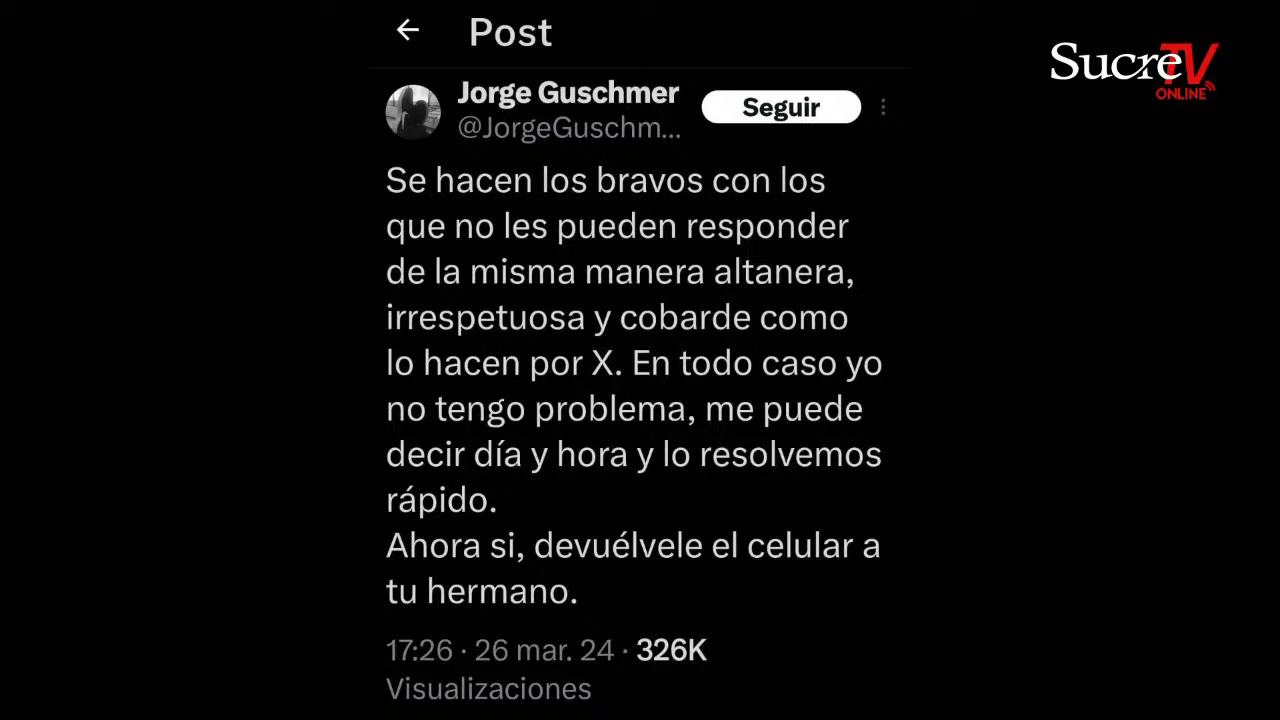 Post
Sucre TV
ONLINE
Jorge Guschmer
@JorgeGuschm...
Seguir
Se hacen los bravos con los
que no les pueden responder
de la misma manera altanera,
irrespetuosa y cobarde como
lo hacen por X. En todo caso yo
no tengo problema, me puede
decir día y hora y lo resolvemos
rápido.
Ahora si, devuélvele el celular a
tu hermano.
17:26 · 26 mar. 24 · 326K
Visualizaciones